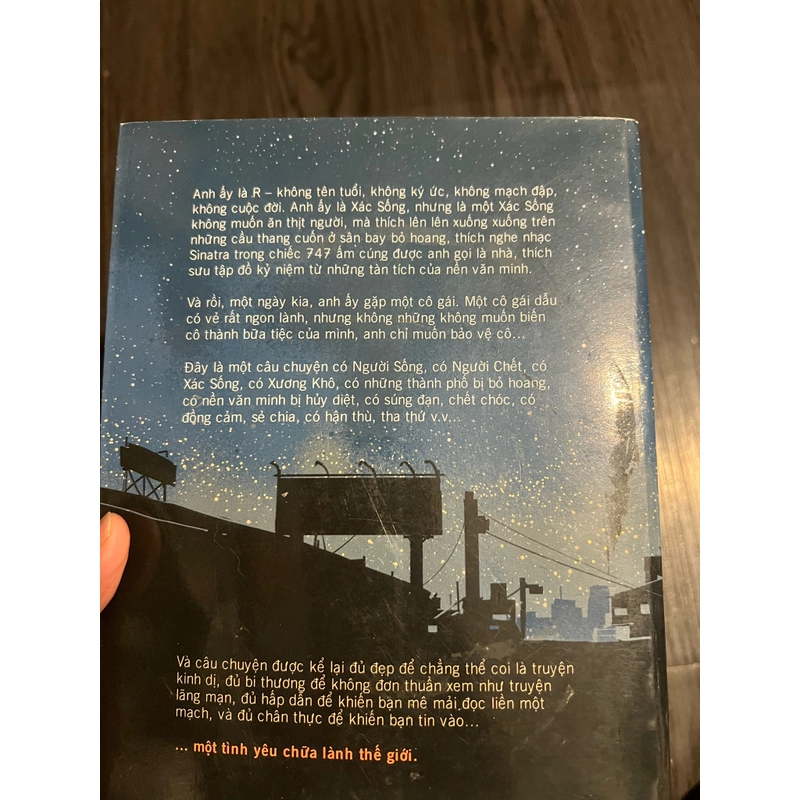 Anh ấy là R – không tên tuổi, không ký ức, không mạch đập,
không cuộc đời. Anh ấy là Xác Sống, nhưng là một Xác Sống
không muốn ăn thịt người, mà thích lên lên xuống xuống trên
những cầu thang cuốn ở sân bay bỏ hoang, thích nghe nhạc
Sinatra trong chiếc 747 ấm cúng được anh gọi là nhà, thích
sưu tập đồ kỷ niệm từ những tàn tích của nền văn minh.
Và rồi, một ngày kia, anh ấy gặp một cô gái. Một cô gái dẫu
có vẻ rất ngon lành, nhưng không những không muốn biến
cô thành bữa tiệc của mình, anh chỉ muốn bảo vệ cô...
Đây là một câu chuyện có Người Sống, có Người Chết, có
Xác Sống, có Xương Khô, có những thành phố bị bỏ hoang,
có nền văn minh bị hủy diệt, có súng đạn, chết chóc, có
động cảm, sẻ chia, có hận thù, tha thứ v.v...
Và câu chuyện được kể lại đủ đẹp để chẳng thể coi là truyện
kinh dị, đủ bi thương để không đơn thuần xem như truyện
lãng mạn, đủ hấp dẫn để khiến bạn mê mải đọc liền một
mạch, và đủ chân thực để khiến bạn tin vào...
... một tình yêu chữa lành thế giới.